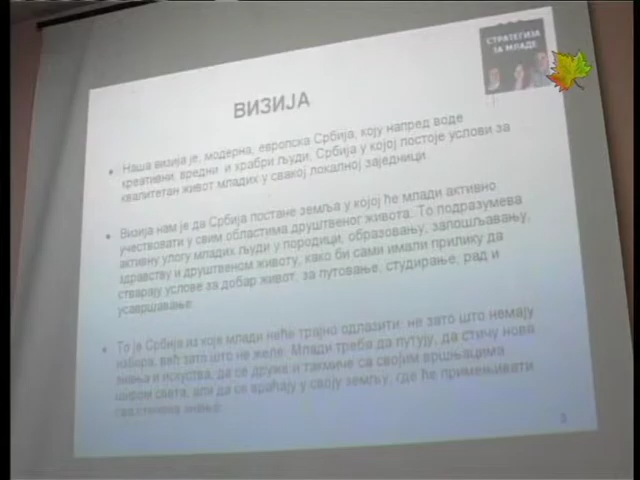 СТРАТЕГИЈА
ЗА МЛАДЕ
ВИЗИЈА
• Наша визија је, модерна, европска Србија, коју напред воде
креативни, вредни и храбри људи, Србија у којој постоје услови за
квалитетан живот младих у свакој локалној заједници.
• Визија нам је да Србија постане земља у којој ће млади активно
учествовати у свим областима друштвеног живота. То подразумева
активну улогу младих људи у породици, образовању, запошљавању,
здравству и друштвеном животу, како би сами имали прилику да
стварају услове за добар живот, за путовање, студирање, рад и
усавршавање.
• То је Србија из које млади неће трајно одлазити: не зато што немају
избора, већ зато што не желе. Млади треба да путују, да стичу нова
знања и искуства, да се друже и такмиче са својим вршњацима
широм света, али да се враћају у своју земљу, где ће примењивати
знање.